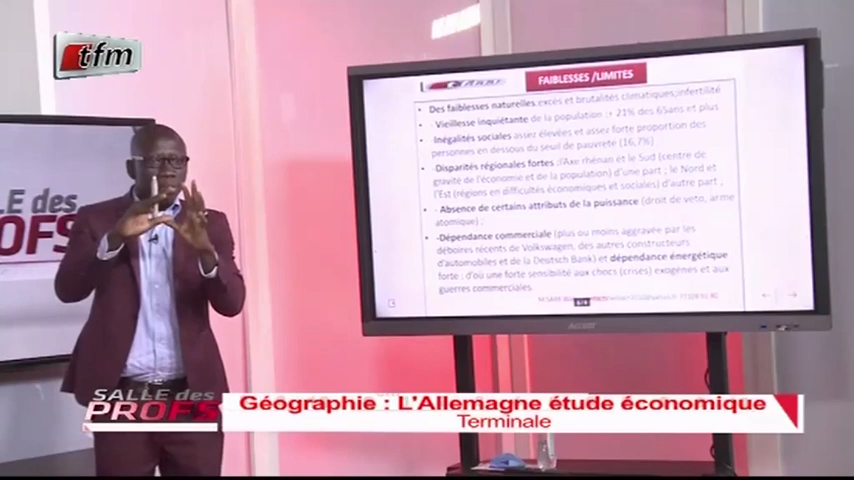 tfm
FAIBLESSES /LIMITES
• Des faiblesses naturelles excès et brutalités climatiques;infertilité
• - Vieillesse inquiétante de la population : 21% des 65ans et plus
• -Inégalités sociales assez élevées et assez forte proportion des
personnes en dessous du seuil de pauvreté (16,7%)
• -Disparités régionales fortes :l'Axe rhénan et le Sud (centre de
gravité de l'économie et de la population) d'une part ; le Nord et
l'Est (régions en difficultés économiques et sociales) d'autre part ;
• - Absence de certains attributs de la puissance (droit de veto, arme
atomique) ;
• -Dépendance commerciale (plus ou moins aggravée par les
déboires récents de Volkswagen, des autres constructeurs
d'automobiles et de la Deutsch Bank) et dépendance énergétique
forte : d'où une forte sensibilité aux chocs (crises) exogènes et aux
guerres commerciales
LE des
OFS
SALLE des
PROFS
Géographie : L'Allemagne étude économique
Terminale